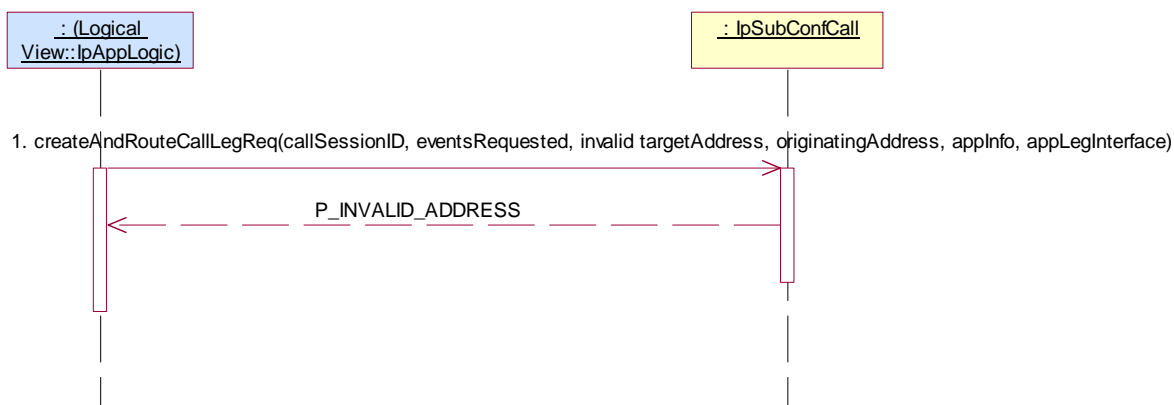 : (Logical
View::IpAppLogic)
: IpSubConfCall
1. createAndRouteCallLegReq(callSessionID, eventsRequested, invalid targetAddress, originatingAddress, appInfo, appLegInterface)
P_INVALID_ADDRESS